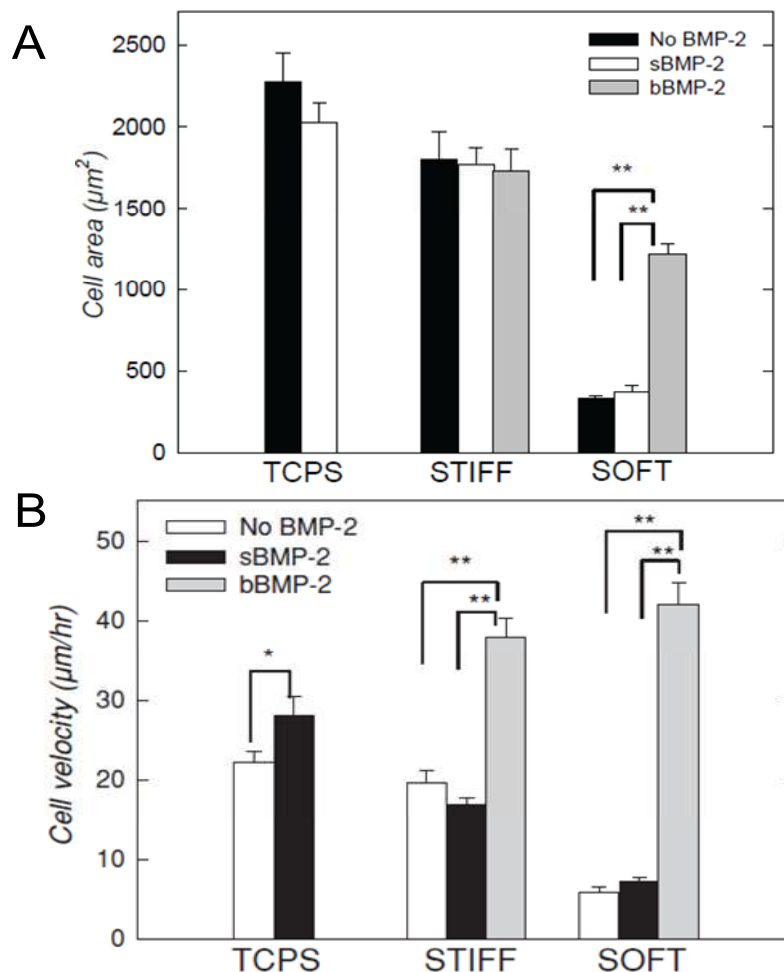 A
Cell area (µm²)
2500
2000
1500
1000
500
0
No BMP-2
sBMP-2
bBMP-2
**
**
TCPS STIFF SOFT
B
Cell velocity (µm/hr)
50
40
30
20
10
0
No BMP-2
sBMP-2
bBMP-2
*
**
**
**
**
TCPS STIFF SOFT